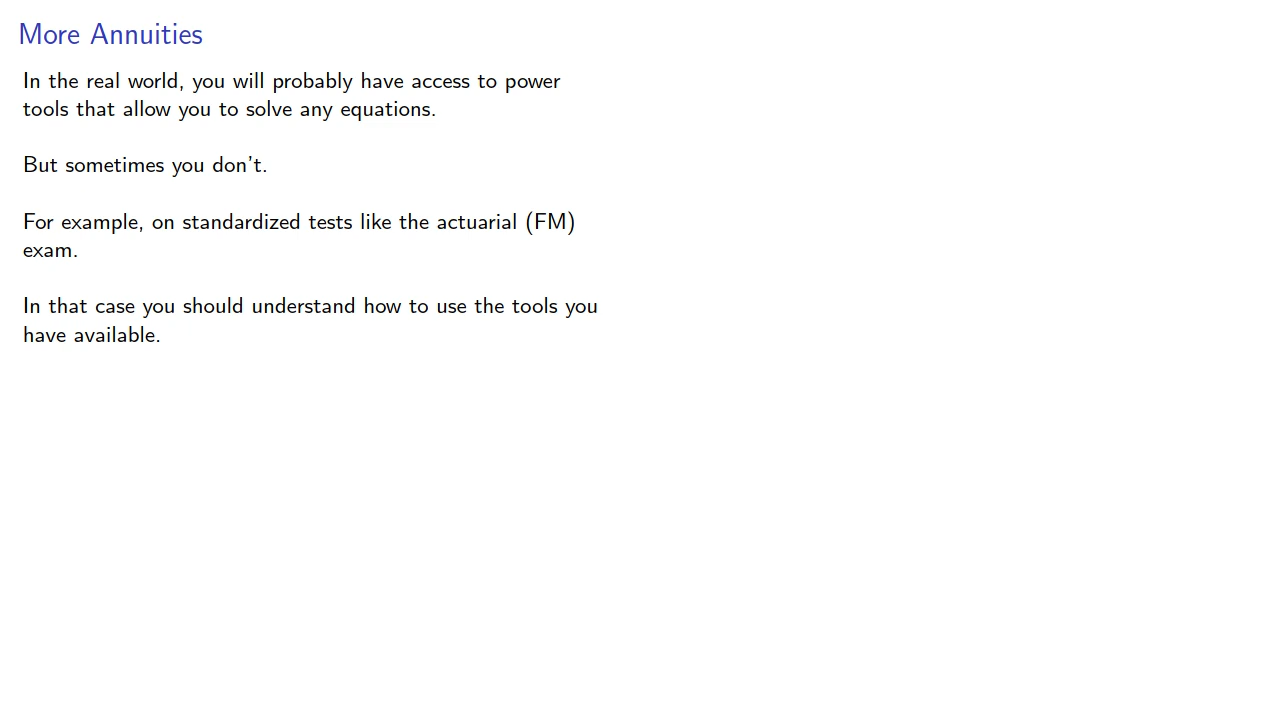 More Annuities
In the real world, you will probably have access to power
tools that allow you to solve any equations.
But sometimes you don't.
For example, on standardized tests like the actuarial (FM)
exam.
In that case you should understand how to use the tools you
have available.